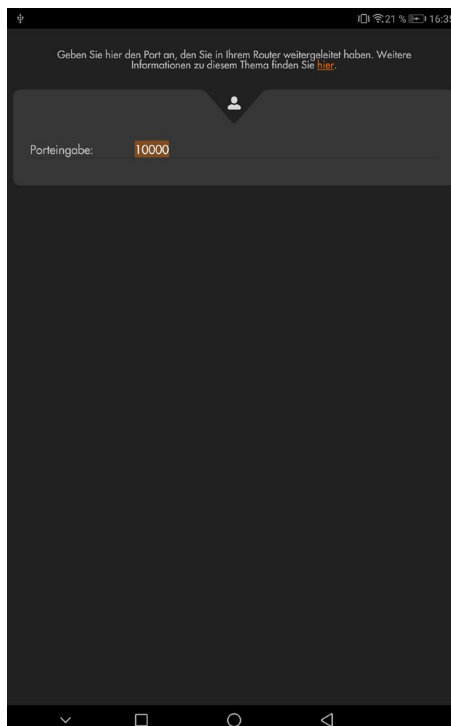 21 % 16:35
Geben Sie hier den Port an, den Sie in Ihrem Router weitergeleitet haben. Weitere
Informationen zu diesem Thema finden Sie hier.
Porteingabe: 10000